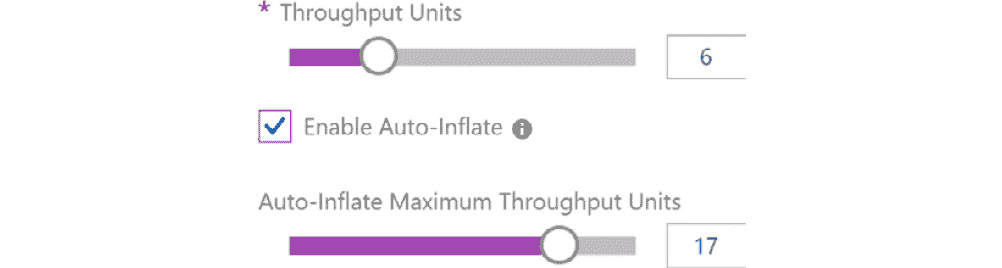 * Throughput Units
6
Enable Auto-Inflate
Auto-Inflate Maximum Throughput Units
17